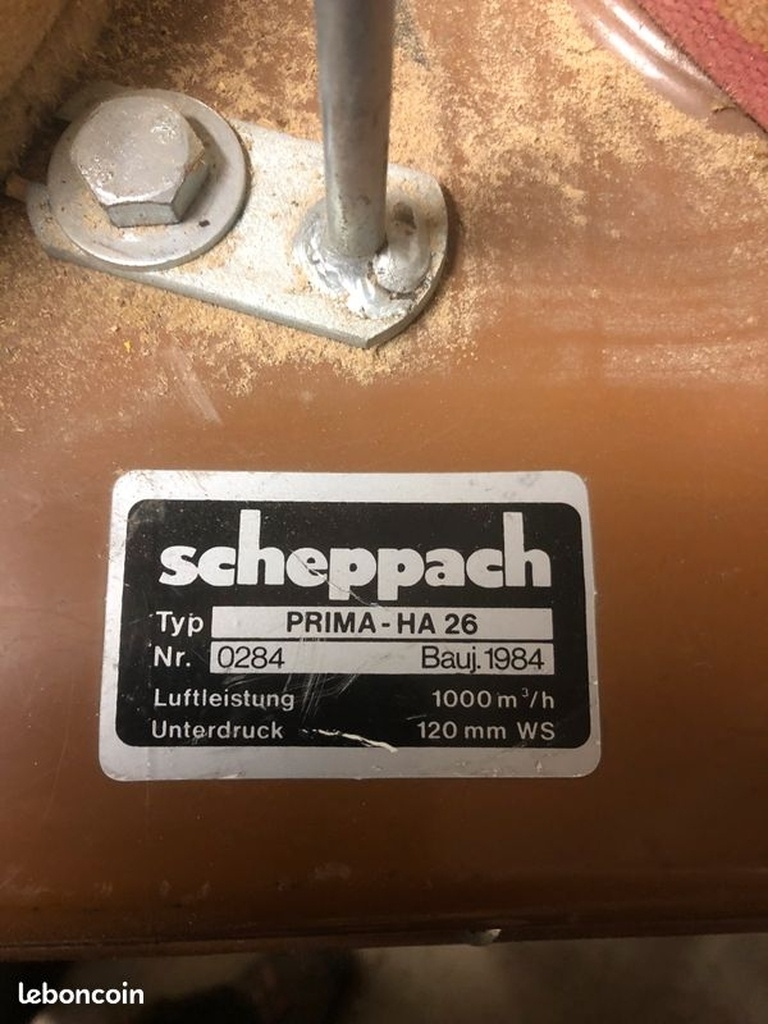 scheppach
Typ PRIMA - HA 26
Nr. 0284 Bauj. 1984
Luftleistung 1000 m³/h
Unterdruck 120 mm WS
leboncoin